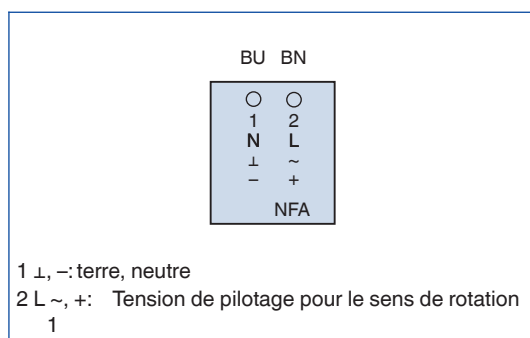 BU BN
1 2
N L
⊥ ~
– +
NFA
1 ⊥, –: terre, neutre
2 L ~, +: Tension de pilotage pour le sens de rotation
1